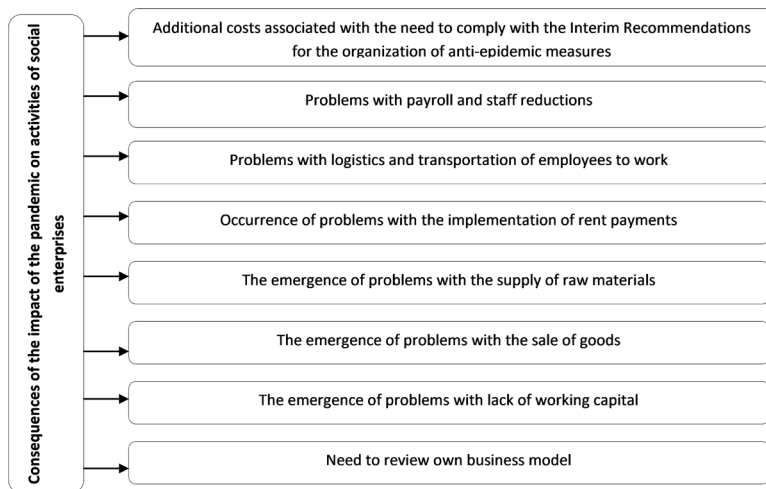 Consequences of the impact of the pandemic on activities of social
enterprises
Additional costs associated with the need to comply with the Interim Recommendations
for the organization of anti-epidemic measures
Problems with payroll and staff reductions
Problems with logistics and transportation of employees to work
Occurrence of problems with the implementation of rent payments
The emergence of problems with the supply of raw materials
The emergence of problems with the sale of goods
The emergence of problems with lack of working capital
Need to review own business model